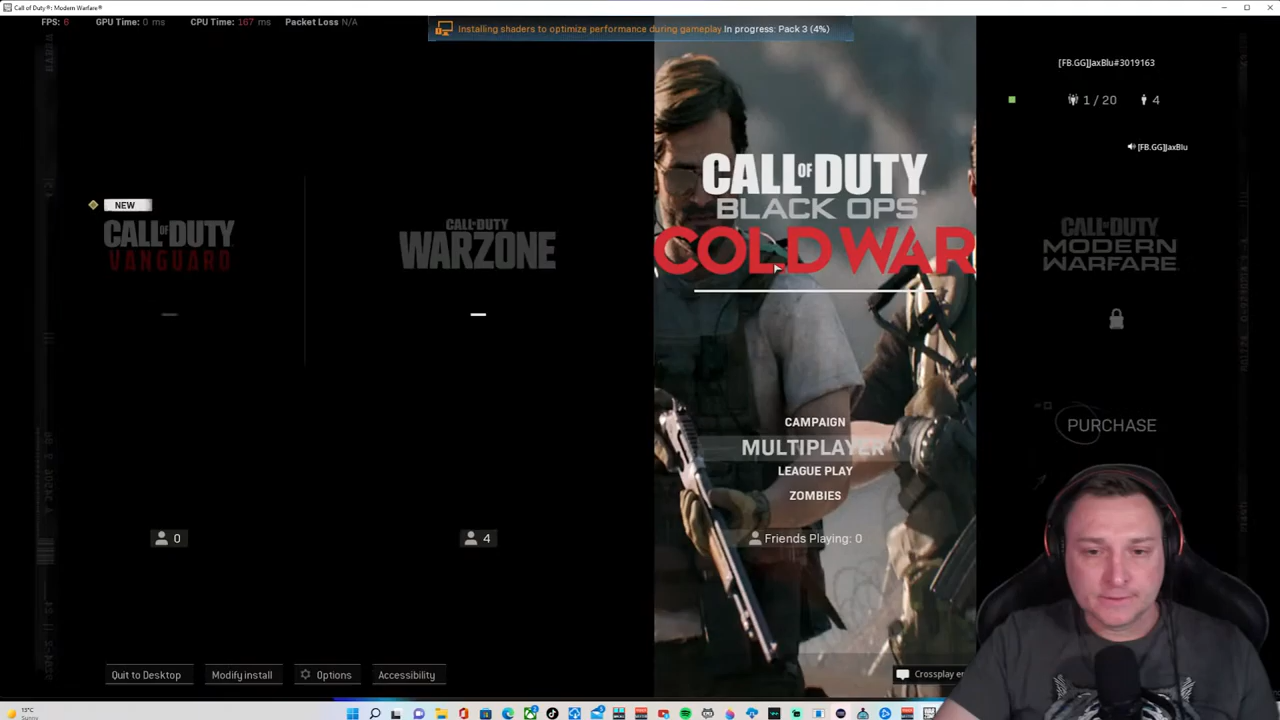 Call of Duty®: Modern Warfare®
FPS: 6 GPU Time: 0 ms CPU Time: 167 ms Packet Loss N/A
Installing shaders to optimize performance during gameplay. In progress: Pack 3 (4%)
[FB.GG]JaxBlu#3019163
1 / 20 4
[FB.GG]JaxBlu
NEW
CALL OF DUTY
VANGUARD
CALL OF DUTY
WARZONE
CALL OF DUTY
BLACK OPS
COLD WAR
CALL OF DUTY
MODERN
WARFARE
CAMPAIGN
MULTIPLAYER
LEAGUE PLAY
ZOMBIES
PURCHASE
0
4
Friends Playing: 0
Quit to Desktop
Modify install
Options
Accessibility
13°C
Sunny